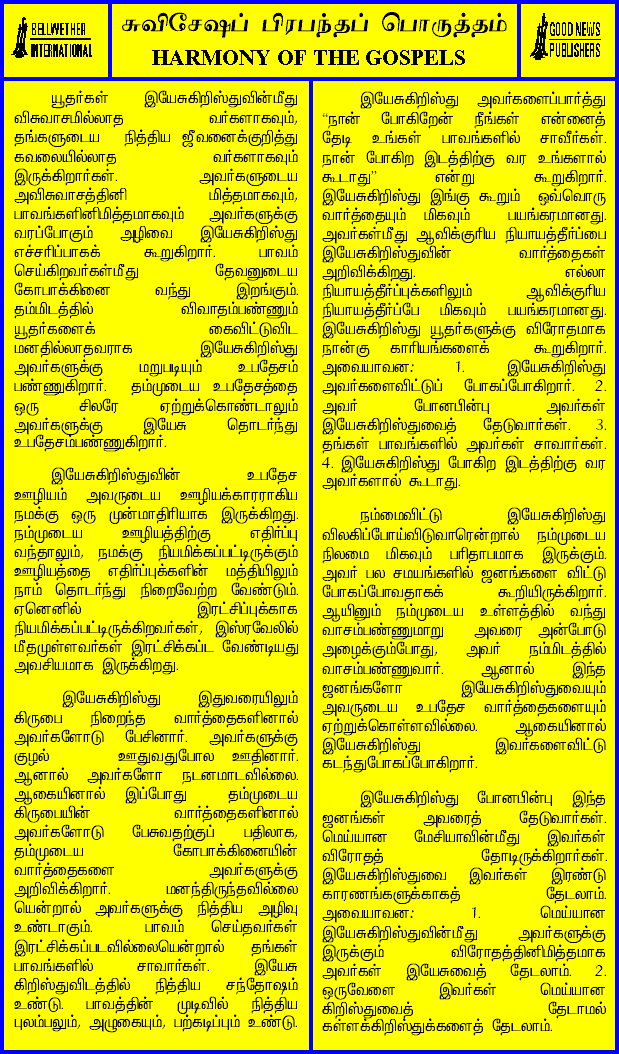 BELLWETHER
INTERNATIONAL
சுவிசேஷப் பிரபந்தப் பொருத்தம்
HARMONY OF THE GOSPELS
GOOD NEWS
PUBLISHERS
யூதர்கள் இயேசுகிறிஸ்துவின்மீது
விசுவாசமில்லாத வர்களாகவும்,
தங்களுடைய நித்திய ஜீவனைக்குறித்து
கவலையில்லாத வர்களாகவும்
இருக்கிறார்கள். அவர்களுடைய
அவிசுவாசத்தினி மித்தமாகவும்,
பாவங்களினிமித்தமாகவும் அவர்களுக்கு
வரப்போகும் அழிவை இயேசுகிறிஸ்து
எச்சரிப்பாகக் கூறுகிறார். பாவம்
செய்கிறவர்கள்மீது தேவனுடைய
கோபாக்கினை வந்து இறங்கும்.
தம்மிடத்தில் விவாதம்பண்ணும்
யூதர்களைக் கைவிட்டுவிட
மனதில்லாதவராக இயேசுகிறிஸ்து
அவர்களுக்கு மறுபடியும் உபதேசம்
பண்ணுகிறார். தம்முடைய உபதேசத்தை
ஒரு சிலரே ஏற்றுக்கொண்டாலும்
அவர்களுக்கு இயேசு தொடர்ந்து
உபதேசம்பண்ணுகிறார்.
இயேசுகிறிஸ்துவின் உபதேச
ஊழியம் அவருடைய ஊழியக்காரராகிய
நமக்கு ஒரு முன்மாதிரியாக இருக்கிறது.
நம்முடைய ஊழியத்திற்கு எதிர்ப்பு
வந்தாலும், நமக்கு நியமிக்கப்பட்டிருக்கும்
ஊழியத்தை எதிர்ப்புக்களின் மத்தியிலும்
நாம் தொடர்ந்து நிறைவேற்ற வேண்டும்.
ஏனெனில் இரட்சிப்புக்காக
நியமிக்கப்பட்டிருக்கிறவர்கள், இஸ்ரவேலில்
மீதமுள்ளவர்கள் இரட்சிக்கப்பட வேண்டியது
அவசியமாக இருக்கிறது.
இயேசுகிறிஸ்து இதுவரையிலும்
கிருபை நிறைந்த வார்த்தைகளினால்
அவர்களோடு பேசினார். அவர்களுக்கு
குழல் ஊதுவதுபோல ஊதினார்.
ஆனால் அவர்களோ நடனமாடவில்லை.
ஆகையினால் இப்போது தம்முடைய
கிருபையின் வார்த்தைகளினால்
அவர்களோடு பேசுவதற்குப் பதிலாக,
தம்முடைய கோபாக்கினையின்
வார்த்தைகளை அவர்களுக்கு
அறிவிக்கிறார். மனந்திருந்தவில்லை
யென்றால் அவர்களுக்கு நித்திய அழிவு
உண்டாகும். பாவம் செய்தவர்கள்
இரட்சிக்கப்படவில்லையென்றால் தங்கள்
பாவங்களில் சாவார்கள். இயேசு
கிறிஸ்துவிடத்தில் நித்திய சந்தோஷம்
உண்டு. பாவத்தின் முடிவில் நித்திய
புலம்பலும், அழுகையும், பற்கடிப்பும் உண்டு.
இயேசுகிறிஸ்து அவர்களைப்பார்த்து
“நான் போகிறேன் நீங்கள் என்னைத்
தேடி உங்கள் பாவங்களில் சாவீர்கள்.
நான் போகிற இடத்திற்கு வர உங்களால்
கூடாது” என்று கூறுகிறார்.
இயேசுகிறிஸ்து இங்கு கூறும் ஒவ்வொரு
வார்த்தையும் மிகவும் பயங்கரமானது.
அவர்கள்மீது ஆவிக்குரிய நியாயத்தீர்ப்பை
இயேசுகிறிஸ்துவின் வார்த்தைகள்
அறிவிக்கிறது. எல்லா
நியாயத்தீர்ப்புக்களிலும் ஆவிக்குரிய
நியாயத்தீர்ப்பே மிகவும் பயங்கரமானது.
இயேசுகிறிஸ்து யூதர்களுக்கு விரோதமாக
நான்கு காரியங்களைக் கூறுகிறார்.
அவையாவன: 1. இயேசுகிறிஸ்து
அவர்களைவிட்டுப் போகப்போகிறார். 2.
அவர் போனபின்பு அவர்கள்
இயேசுகிறிஸ்துவைத் தேடுவார்கள். 3.
தங்கள் பாவங்களில் அவர்கள் சாவார்கள்.
4. இயேசுகிறிஸ்து போகிற இடத்திற்கு வர
அவர்களால் கூடாது.
நம்மைவிட்டு இயேசுகிறிஸ்து
விலகிப்போய்விடுவாரென்றால் நம்முடைய
நிலமை மிகவும் பரிதாபமாக இருக்கும்.
அவர் பல சமயங்களில் ஜனங்களை விட்டு
போகப்போவதாகக் கூறியிருக்கிறார்.
ஆயினும் நம்முடைய உள்ளத்தில் வந்து
வாசம்பண்ணுமாறு அவரை அன்போடு
அழைக்கும்போது, அவர் நம்மிடத்தில்
வாசம்பண்ணுவார். ஆனால் இந்த
ஜனங்களோ இயேசுகிறிஸ்துவையும்
அவருடைய உபதேச வார்த்தைகளையும்
ஏற்றுக்கொள்ளவில்லை. ஆகையினால்
இயேசுகிறிஸ்து இவர்களைவிட்டு
கடந்துபோகப்போகிறார்.
இயேசுகிறிஸ்து போனபின்பு இந்த
ஜனங்கள் அவரைத் தேடுவார்கள்.
மெய்யான மேசியாவின்மீது இவர்கள்
விரோதத் தோடிருக்கிறார்கள்.
இயேசுகிறிஸ்துவை இவர்கள் இரண்டு
காரணங்களுக்காகத் தேடலாம்.
அவையாவன: 1. மெய்யான
இயேசுகிறிஸ்துவின்மீது அவர்களுக்கு
இருக்கும் விரோதத்தினிமித்தமாக
அவர்கள் இயேசுவைத் தேடலாம். 2.
ஒருவேளை இவர்கள் மெய்யான
கிறிஸ்துவைத் தேடாமல்
கள்ளக்கிறிஸ்துக்களைத் தேடலாம்.